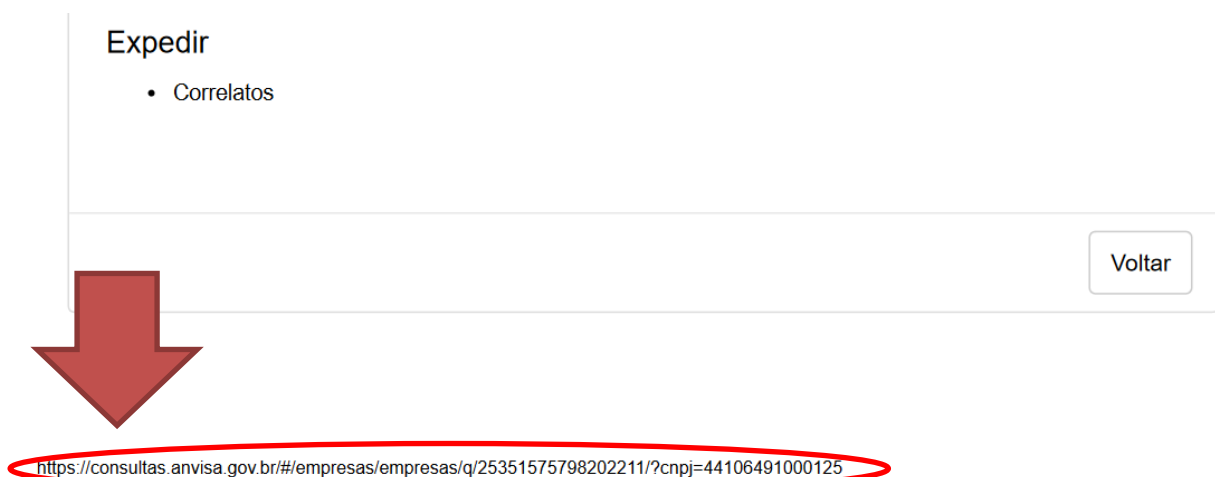 Expedir
• Correlatos
Voltar
https://consultas.anvisa.gov.br/#/empresas/empresas/q/25351575798202211/?cnpj=44106491000125